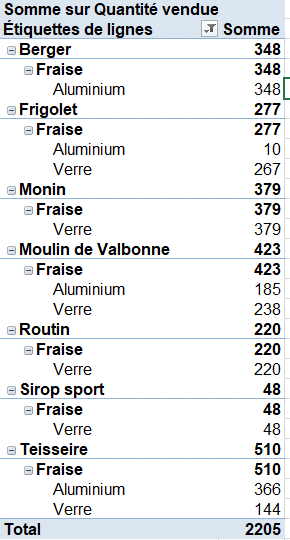 Somme sur Quantité vendue
Étiquettes de lignes Somme
Berger 348
Fraise 348
Aluminium 348
Frigolet 277
Fraise 277
Aluminium 10
Verre 267
Monin 379
Fraise 379
Verre 379
Moulin de Valbonne 423
Fraise 423
Aluminium 185
Verre 238
Routin 220
Fraise 220
Verre 220
Sirop sport 48
Fraise 48
Verre 48
Teisseire 510
Fraise 510
Aluminium 366
Verre 144
Total 2205